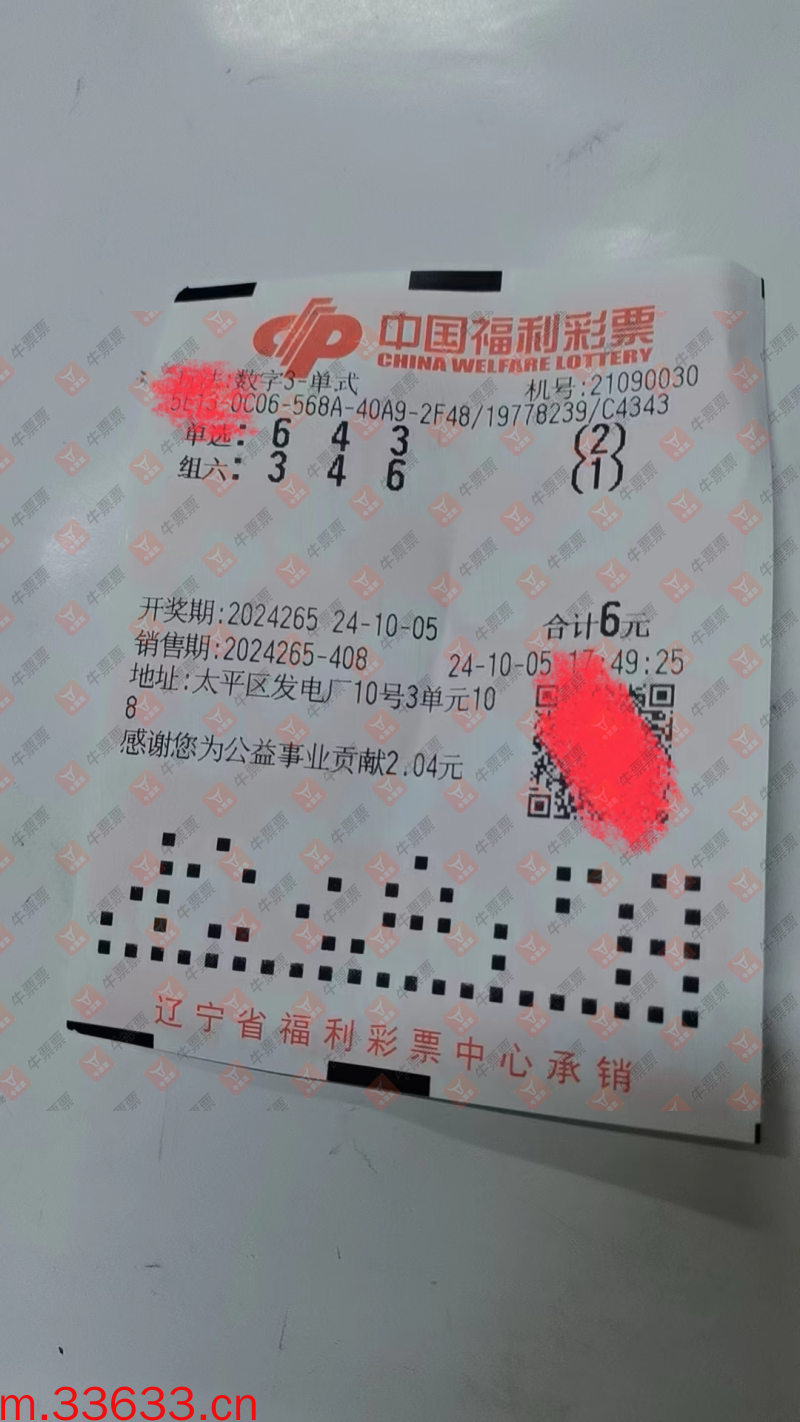 中国福利彩票
CHINA WELFARE LOTTERY
数字3-单式 机号:21090030
0C06-568A-40A9-2F48/19778239/C4343
单选: 6 4 3 (2)
组六: 3 4 6 (1)
开奖期:2024265 24-10-05 合计6元
销售期:2024265-408 24-10-05 17:49:25
地址:太平区发电厂10号3单元10
8
感谢您为公益事业贡献2.04元
辽宁省福利彩票中心承销
牛票票
m.33633.cn